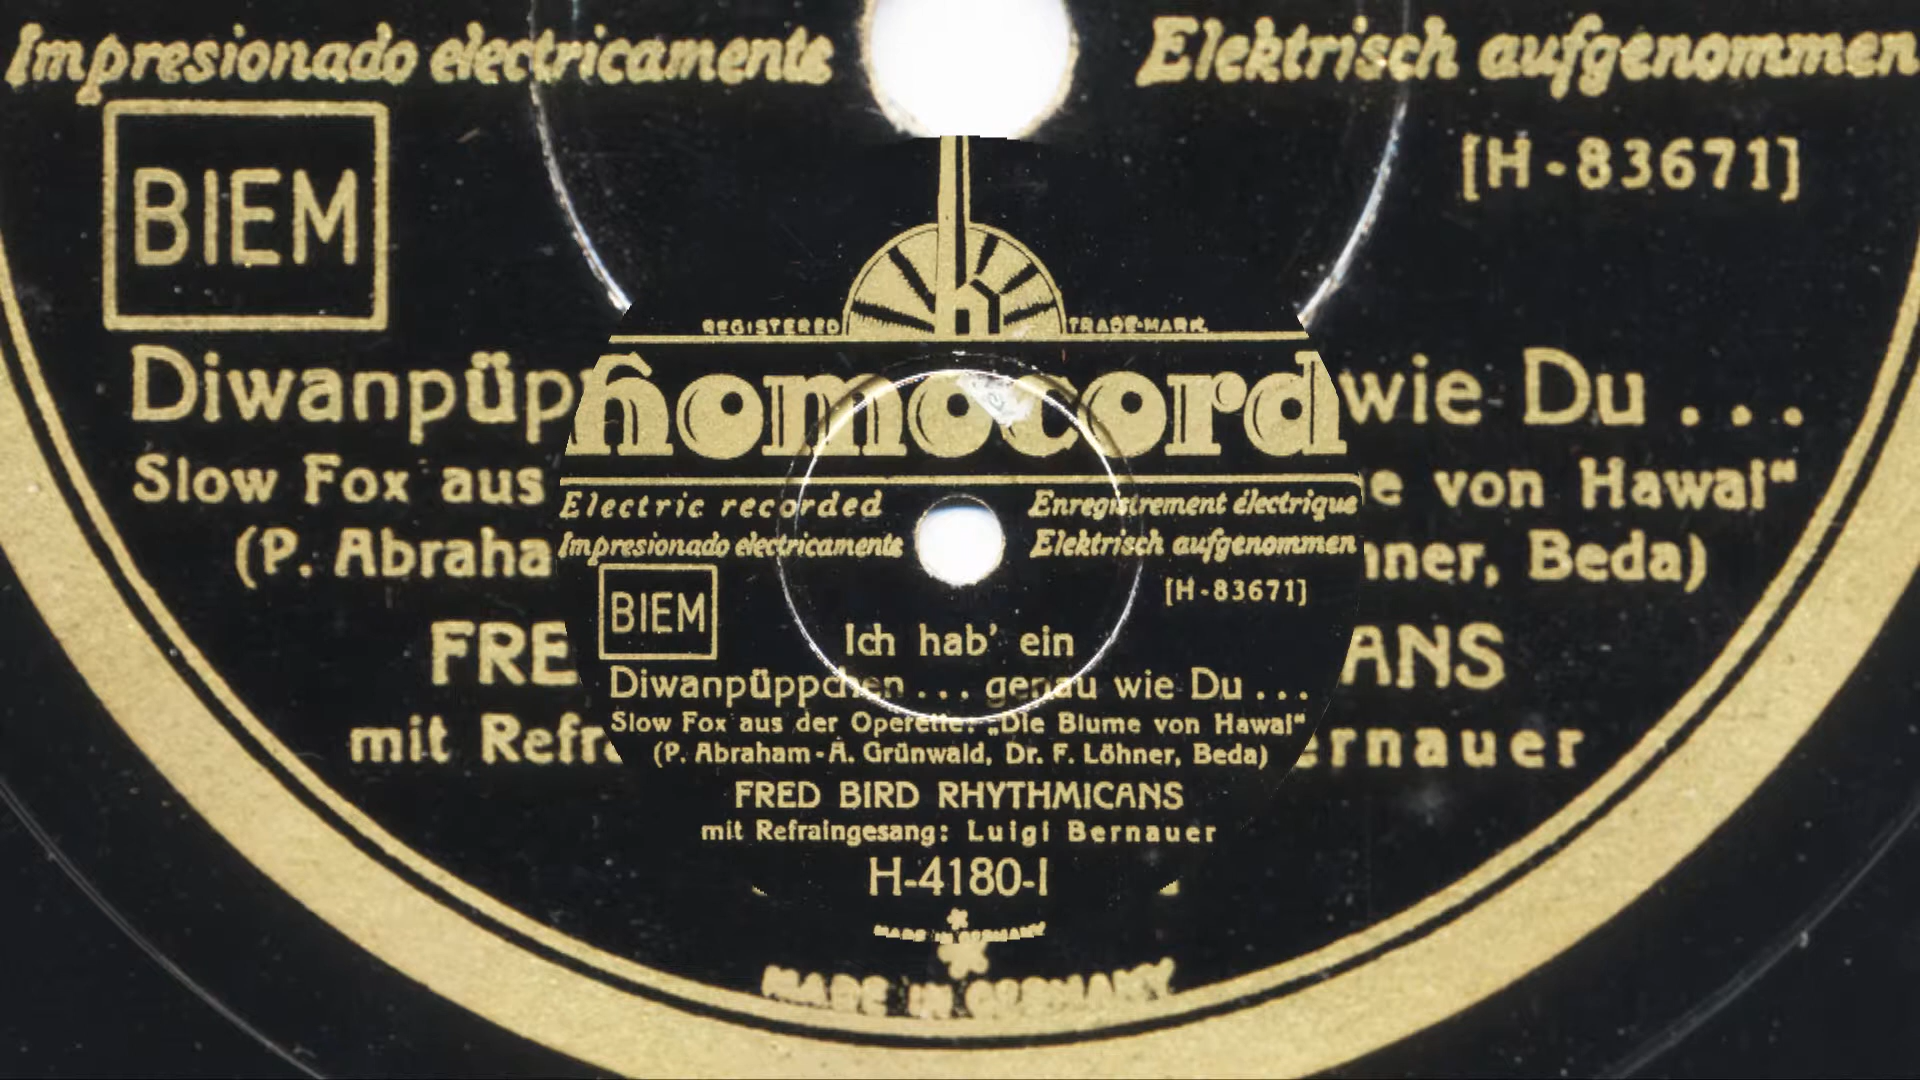 Impresionado electricamente
Elektrisch aufgenommen
BIEM
[H-83671]
Diwanpüpp wie Du . . .
Slow Fox aus e von Hawai“
(P. Abraha hner, Beda)
FRE ANS
mit Refra ernauer
MADE IN GERMANY
REGISTERED TRADE-MARK
h
homocord
Electric recorded
Enregistrement électrique
Impresionado electricamente
Elektrisch aufgenommen
BIEM
[H-83671]
Ich hab’ ein
Diwanpüppchen . . . genau wie Du . . .
Slow Fox aus der Operette: „Die Blume von Hawai“
(P. Abraham-A. Grünwald, Dr. F. Löhner, Beda)
FRED BIRD RHYTHMICANS
mit Refraingesang: Luigi Bernauer
H-4180-I
MADE IN GERMANY